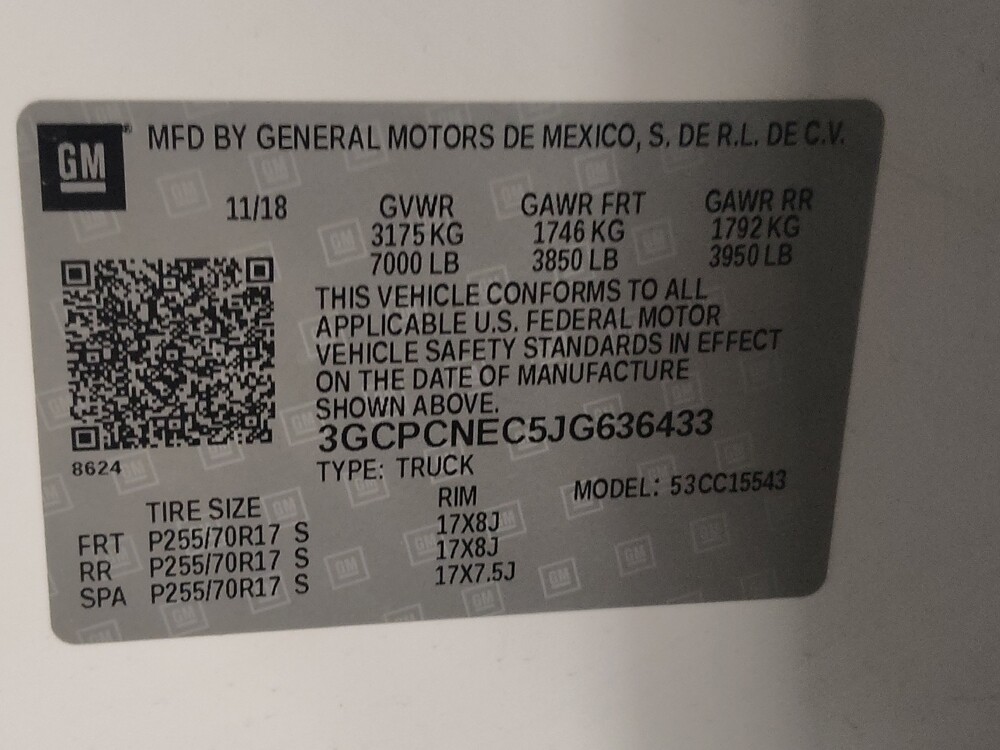 GM
MFD BY GENERAL MOTORS DE MEXICO, S. DE R.L. DE C.V.
11/18 GVWR GAWR FRT GAWR RR
3175 KG 1746 KG 1792 KG
7000 LB 3850 LB 3950 LB
THIS VEHICLE CONFORMS TO ALL
APPLICABLE U.S. FEDERAL MOTOR
VEHICLE SAFETY STANDARDS IN EFFECT
ON THE DATE OF MANUFACTURE
SHOWN ABOVE.
3GCPCNEC5JG636433
8624
TYPE: TRUCK
TIRE SIZE RIM MODEL: 53CC15543
FRT P255/70R17 S 17X8J
RR P255/70R17 S 17X8J
SPA P255/70R17 S 17X7.5J